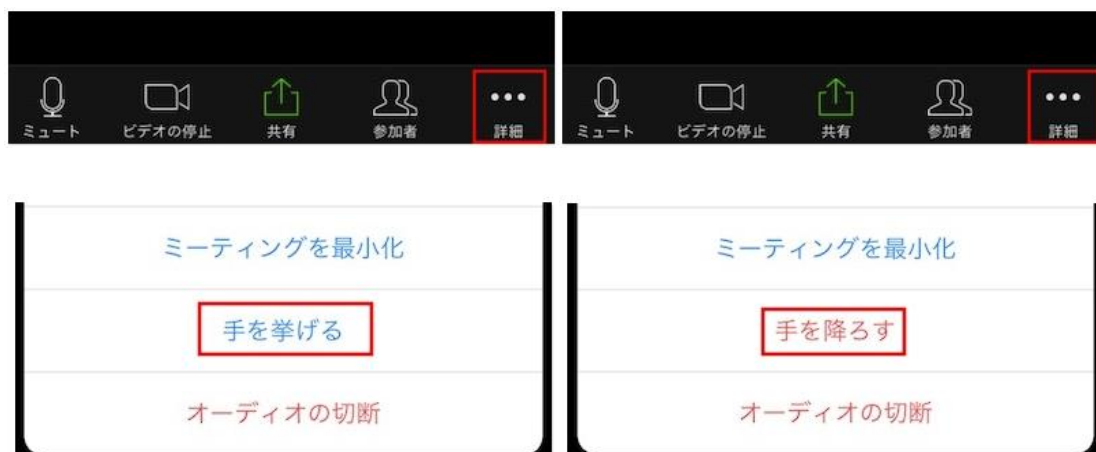 ミュート ビデオの停止 共有 参加者 詳細
ミュート ビデオの停止 共有 参加者 詳細
ミーティングを最小化
手を挙げる
オーディオの切断
ミーティングを最小化
手を降ろす
オーディオの切断